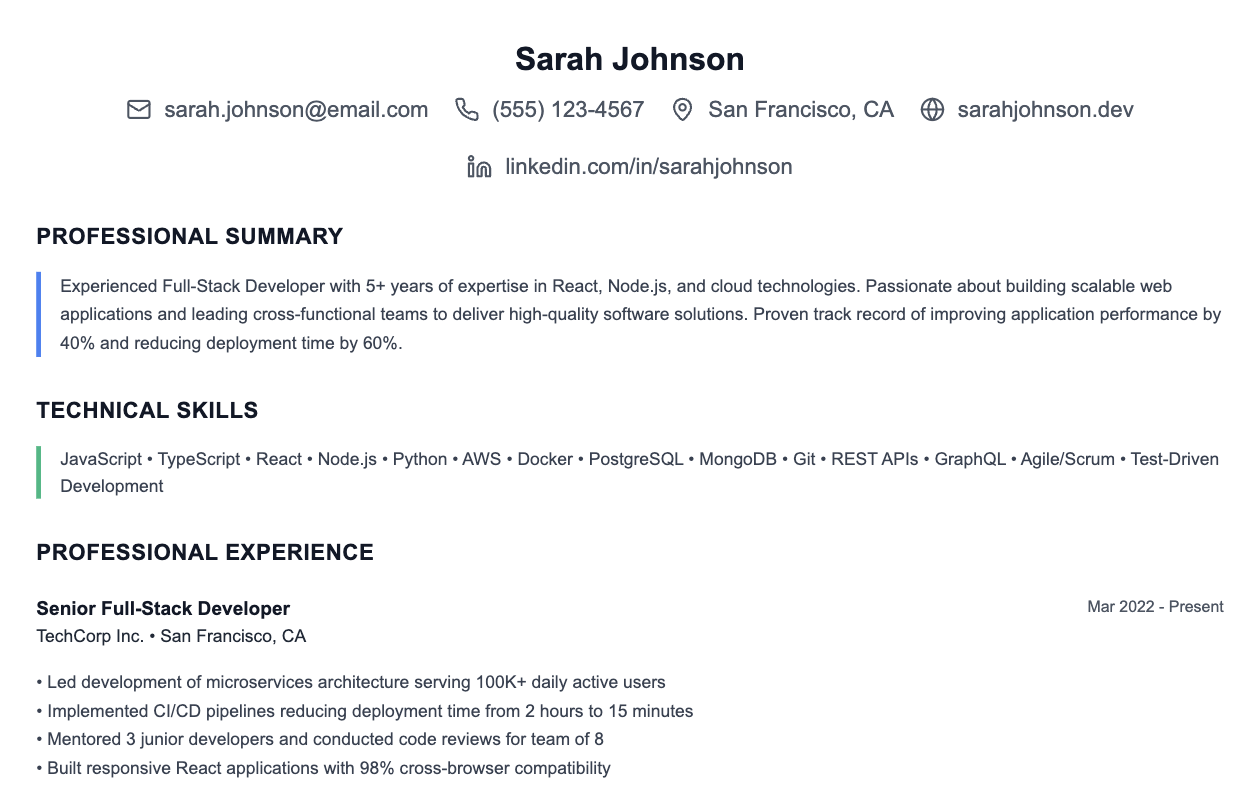 Sarah Johnson
sarah.johnson@email.com (555) 123-4567 San Francisco, CA sarahjohnson.dev
linkedin.com/in/sarahjohnson
PROFESSIONAL SUMMARY
Experienced Full-Stack Developer with 5+ years of expertise in React, Node.js, and cloud technologies. Passionate about building scalable web
applications and leading cross-functional teams to deliver high-quality software solutions. Proven track record of improving application performance by
40% and reducing deployment time by 60%.
TECHNICAL SKILLS
JavaScript • TypeScript • React • Node.js • Python • AWS • Docker • PostgreSQL • MongoDB • Git • REST APIs • GraphQL • Agile/Scrum • Test-Driven
Development
PROFESSIONAL EXPERIENCE
Senior Full-Stack Developer Mar 2022 - Present
TechCorp Inc. • San Francisco, CA
• Led development of microservices architecture serving 100K+ daily active users
• Implemented CI/CD pipelines reducing deployment time from 2 hours to 15 minutes
• Mentored 3 junior developers and conducted code reviews for team of 8
• Built responsive React applications with 98% cross-browser compatibility